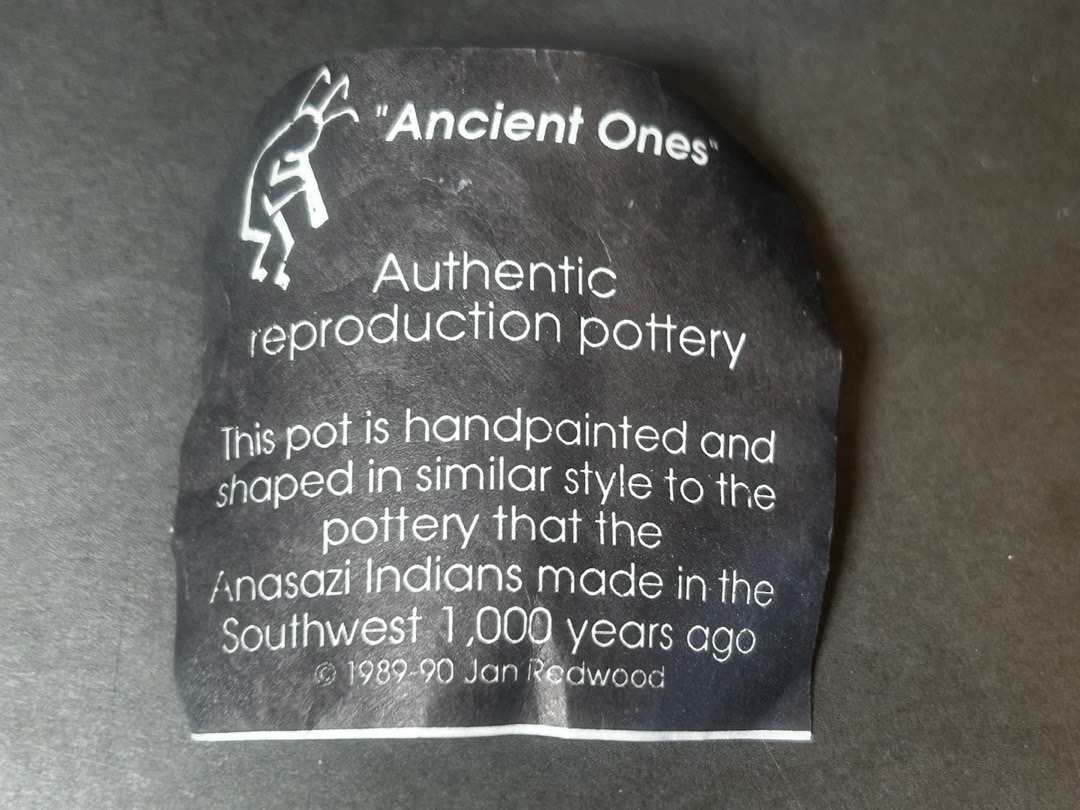 "Ancient Ones"
Authentic
reproduction pottery
This pot is handpainted and
shaped in similar style to the
pottery that the
Anasazi Indians made in the
Southwest 1,000 years ago
© 1989-90 Jan Redwood